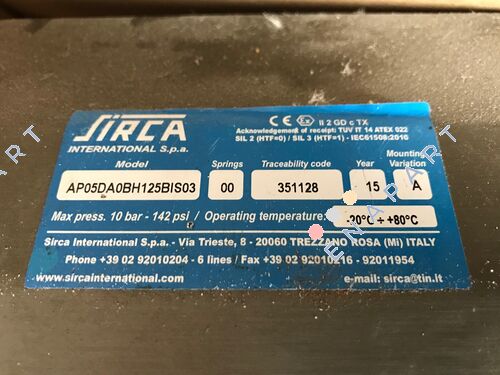 SIRCA
INTERNATIONAL S.p.a.
CE Ex II 2 GD c TX
Acknowledgement of receipt: TUV IT 14 ATEX 022
SIL 2 (HTF=0) / SIL 3 (HTF=1) - IEC61508:2010
Model Springs Traceability code Year Mounting Variation
AP05DA0BH125BIS03 00 351128 15 A
Max press. 10 bar - 142 psi / Operating temperature: -20°C ÷ +80°C
Sirca International S.p.a. - Via Trieste, 8 - 20060 TREZZANO ROSA (Mi) ITALY
Phone +39 02 92010204 - 6 lines / Fax +39 02 92010216 - 92011954
www.sircainternational.com e-mail: sirca@tin.it
ENAPART